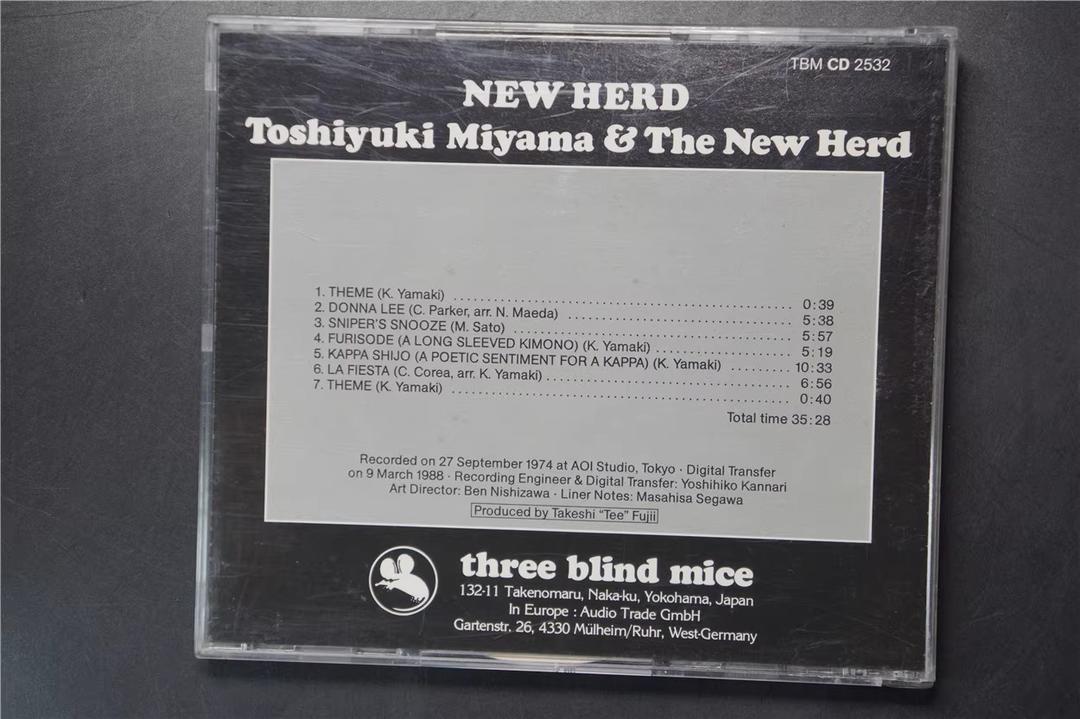 TBM CD 2532
NEW HERD
Toshiyuki Miyama & The New Herd
1. THEME (K. Yamaki) 0:39
2. DONNA LEE (C. Parker, arr. N. Maeda) 5:38
3. SNIPER'S SNOOZE (M. Sato) 5:57
4. FURISODE (A LONG SLEEVED KIMONO) (K. Yamaki) 5:19
5. KAPPA SHIJO (A POETIC SENTIMENT FOR A KAPPA) (K. Yamaki) 10:33
6. LA FIESTA (C. Corea, arr. K. Yamaki) 6:56
7. THEME (K. Yamaki) 0:40
Total time 35:28
Recorded on 27 September 1974 at AOI Studio, Tokyo · Digital Transfer
on 9 March 1988 · Recording Engineer & Digital Transfer: Yoshihiko Kannari
Art Director: Ben Nishizawa · Liner Notes: Masahisa Segawa
Produced by Takeshi "Tee" Fujii
three blind mice
132-11 Takenomaru, Naka-ku, Yokohama, Japan
In Europe : Audio Trade GmbH
Gartenstr. 26, 4330 Mülheim/Ruhr, West-Germany